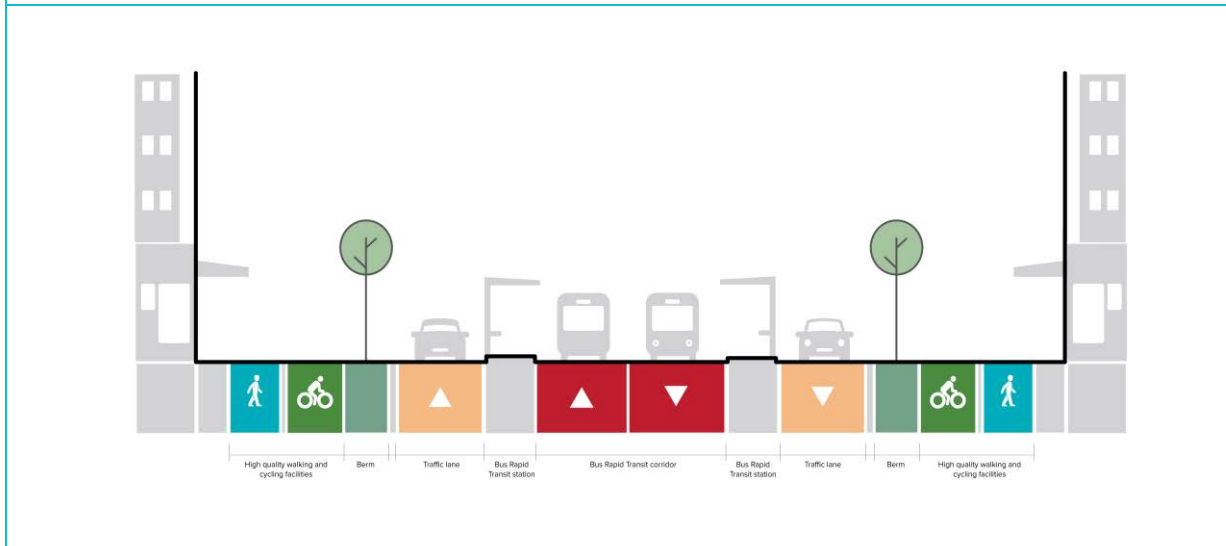 High quality walking and
cycling facilities
Berm
Traffic lane
Bus Rapid
Transit station
Bus Rapid Transit corridor
Bus Rapid
Transit station
Traffic lane
Berm
High quality walking and
cycling facilities